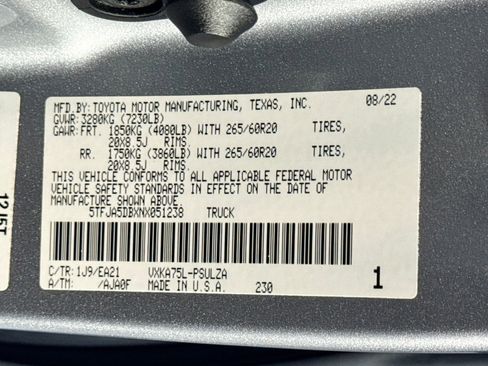 MFD.BY: TOYOTA MOTOR MANUFACTURING, TEXAS, INC. 08/22
GVWR: 3280KG (7230LB)
GAWR: FRT. 1850KG (4080LB) WITH 265/60R20 TIRES,
20X8.5J RIMS.
RR. 1750KG (3860LB) WITH 265/60R20 TIRES,
20X8.5J RIMS.
THIS VEHICLE CONFORMS TO ALL APPLICABLE FEDERAL MOTOR
VEHICLE SAFETY STANDARDS IN EFFECT ON THE DATE OF
MANUFACTURE SHOWN ABOVE.
5TFJA5DBXNX051238 TRUCK
C/TR: 1J9/EA21 VXKA75L-PSULZA
A/TM: /AJA0F MADE IN U.S.A. 230 1